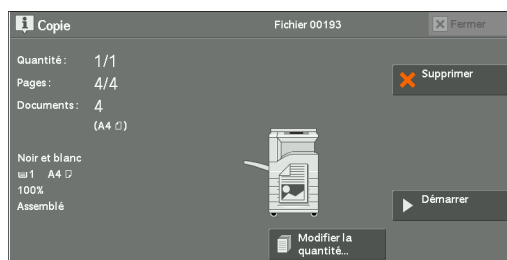 Copie
Fichier 00193
Fermer
Quantité : 1/1
Pages : 4/4
Documents : 4
(A4)
Noir et blanc
1 A4
100%
Assemblé
Supprimer
Démarrer
Modifier la
quantité...